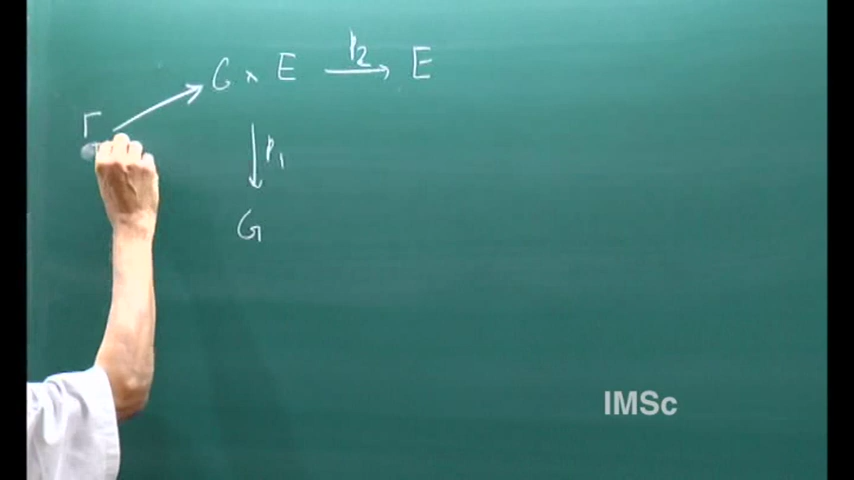 p₂
G × E → E
Γ
↓ p₁
G
IMSc